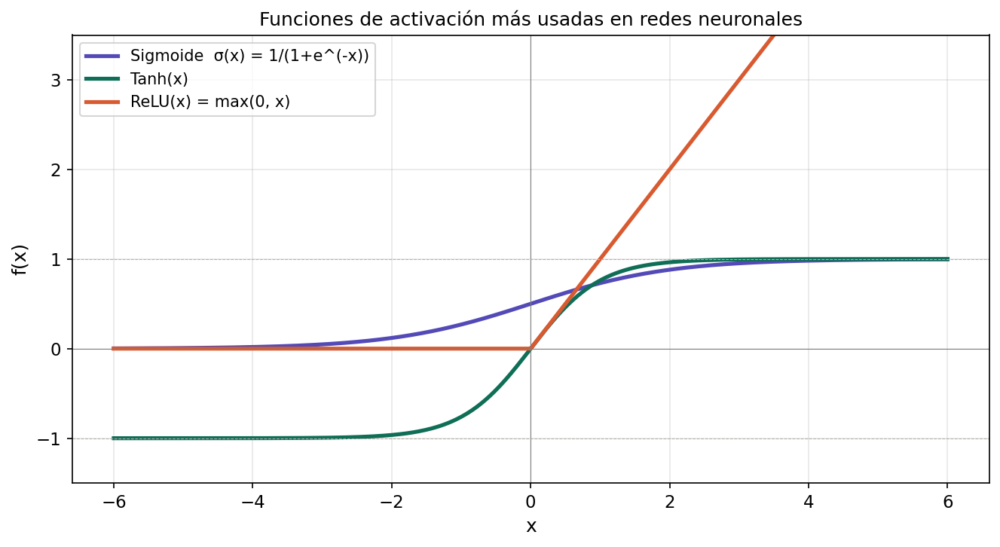 Funciones de activación más usadas en redes neuronales
Sigmoide  σ(x) = 1/(1+e^(-x))
Tanh(x)
ReLU(x) = max(0, x)
f(x)
3
2
1
0
−1
−6
−4
−2
0
2
4
6
x